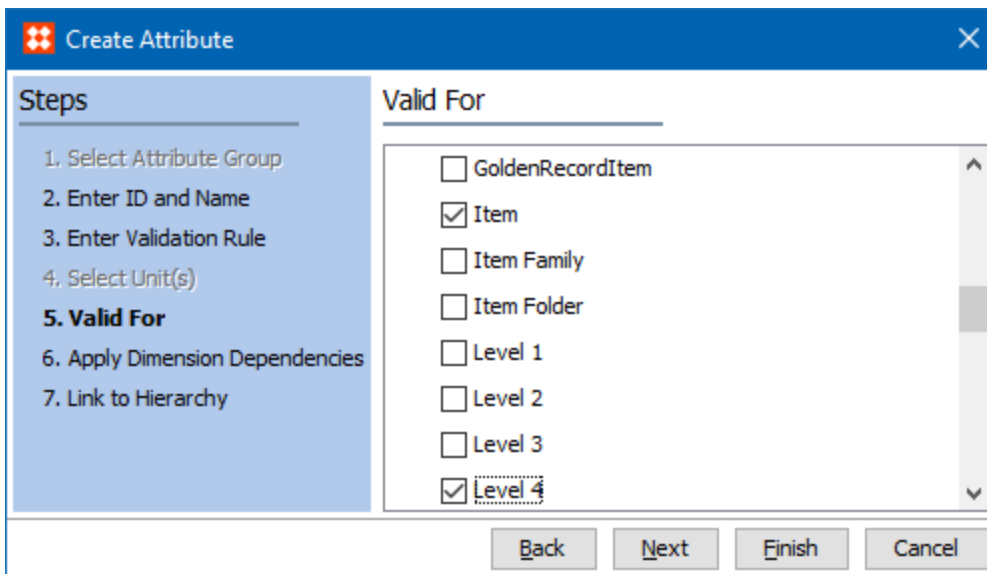 Create Attribute
Steps
1. Select Attribute Group
2. Enter ID and Name
3. Enter Validation Rule
4. Select Unit(s)
5. Valid For
6. Apply Dimension Dependencies
7. Link to Hierarchy
Valid For
GoldenRecordItem
Item
Item Family
Item Folder
Level 1
Level 2
Level 3
Level 4
Back
Next
Finish
Cancel